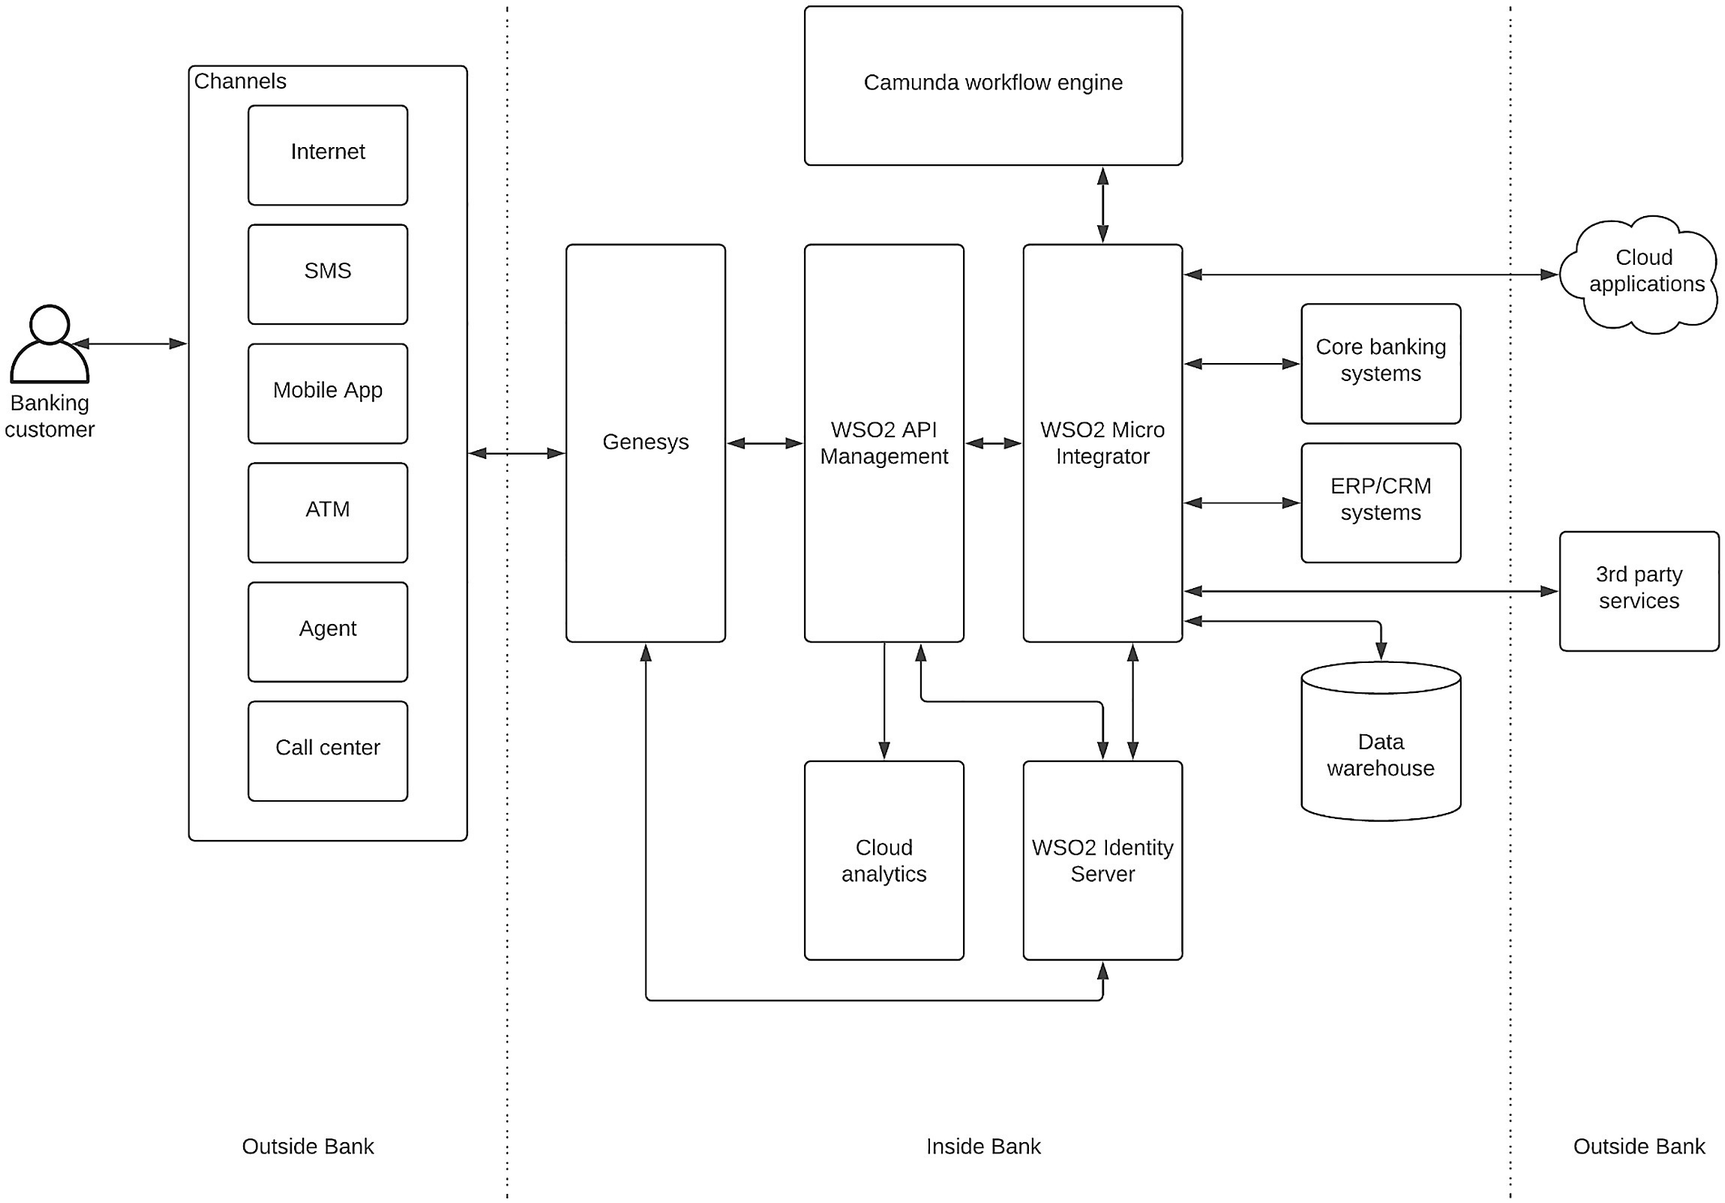 Channels
Internet
SMS
Mobile App
ATM
Agent
Call center
Banking
customer
Camunda workflow engine
Genesys
WSO2 API
Management
WSO2 Micro
Integrator
Cloud
applications
Core banking
systems
ERP/CRM
systems
3rd party
services
Data
warehouse
Cloud
analytics
WSO2 Identity
Server
Outside Bank
Inside Bank
Outside Bank